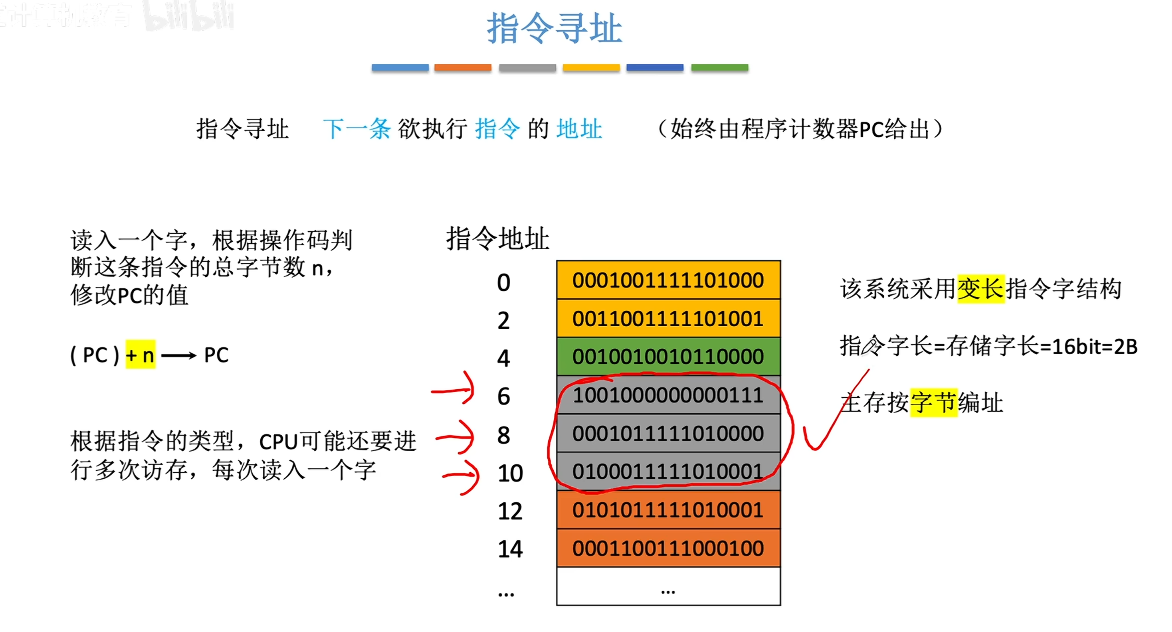 bilibili
指令寻址
指令寻址 下一条 欲执行 指令 的 地址 （始终由程序计数器PC给出）
读入一个字，根据操作码判
断这条指令的总字节数 n，
修改PC的值
( PC ) + n → PC
根据指令的类型，CPU可能还要进
行多次访存，每次读入一个字
指令地址
0 0001001111101000
2 0011001111101001
4 0010010010110000
6 1001000000000111
8 0001011111010000
10 0100011111010001
12 0101011111010001
14 0001100111000100
... ...
该系统采用变长指令字结构
指令字长=存储字长=16bit=2B
主存按字节编址